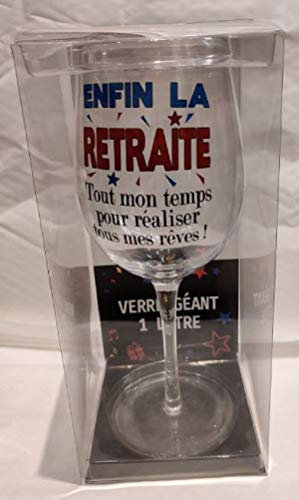 ENFIN LA
RETRAITE
Tout mon temps
pour réaliser
tous mes rêves !
VERRE GÉANT
1 LITRE